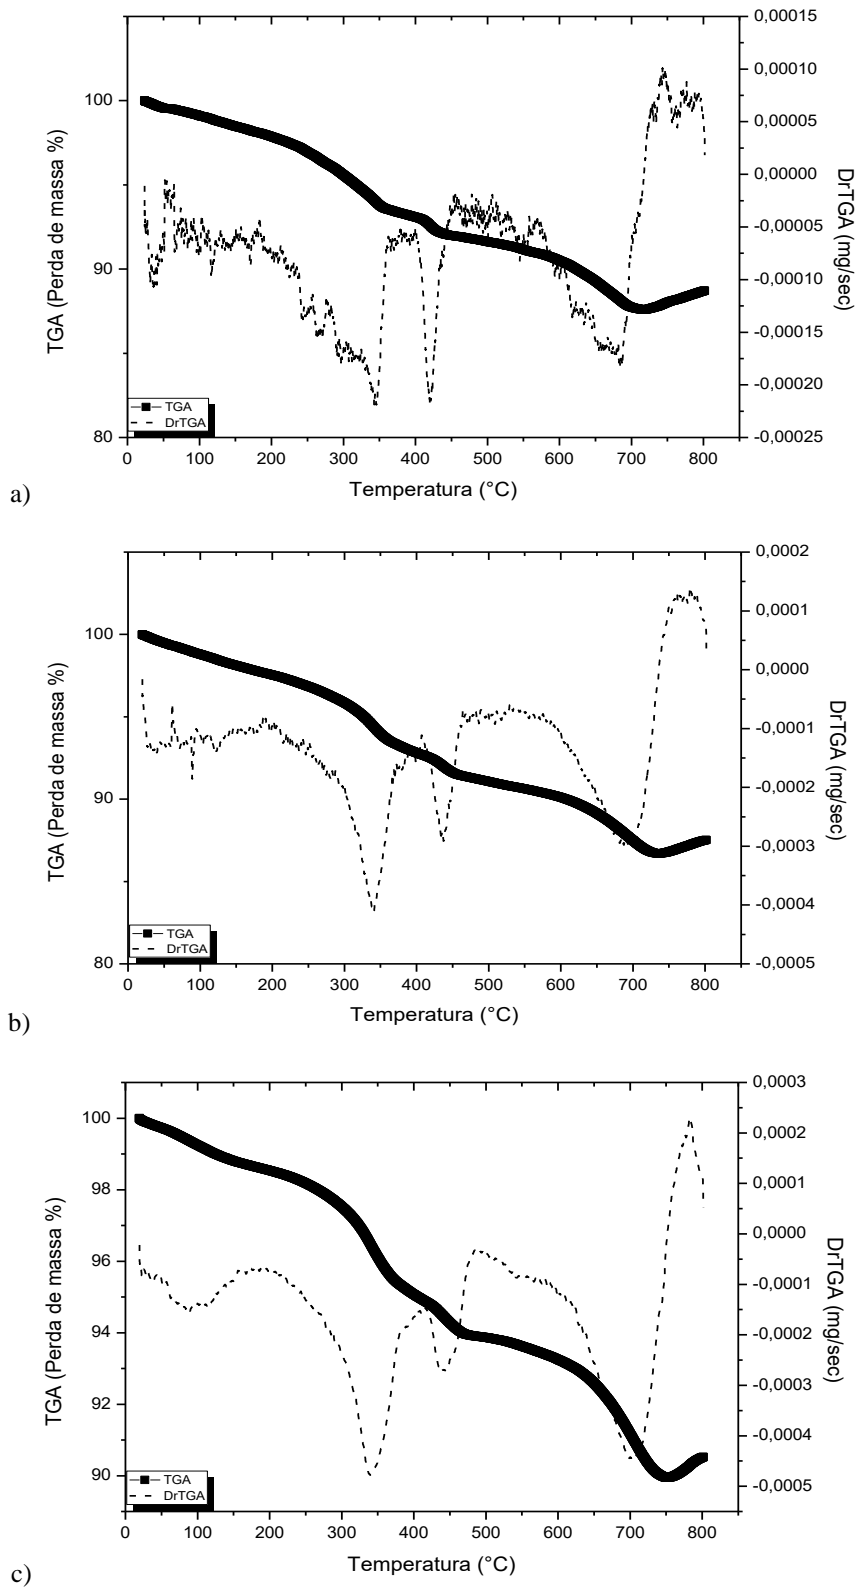 0,00015
0,00010
0,00005
0,00000
-0,00005
-0,00010
-0,00015
-0,00020
-0,00025
DrTGA (mg/sec)
TGA (Perda de massa %)
100
90
80
TGA
DrTGA
0 100 200 300 400 500 600 700 800
Temperatura (°C)
a)
0,0002
0,0001
0,0000
-0,0001
-0,0002
-0,0003
-0,0004
-0,0005
DrTGA (mg/sec)
TGA (Perda de massa %)
100
90
80
TGA
DrTGA
0 100 200 300 400 500 600 700 800
Temperatura (°C)
b)
0,0003
0,0002
0,0001
0,0000
-0,0001
-0,0002
-0,0003
-0,0004
-0,0005
DrTGA (mg/sec)
TGA (Perda de massa %)
100
98
96
94
92
90
TGA
DrTGA
0 100 200 300 400 500 600 700 800
Temperatura (°C)
c)